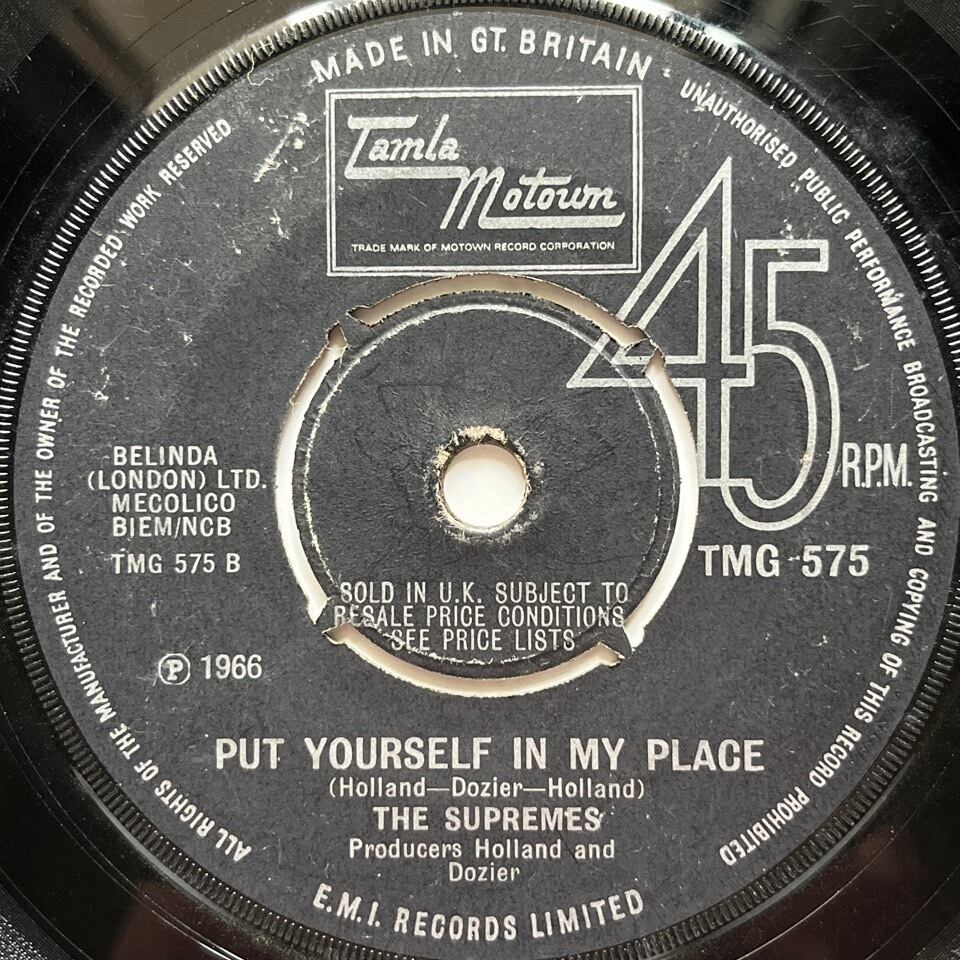 MADE IN GT. BRITAIN
UNAUTHORISED PUBLIC PERFORMANCE BROADCASTING AND COPYING OF THIS RECORD PROHIBITED
ALL RIGHTS OF THE MANUFACTURER AND OF THE OWNER OF THE RECORDED WORK RESERVED
Tamla
Motown
TRADE MARK OF MOTOWN RECORD CORPORATION
45
R.P.M.
BELINDA
(LONDON) LTD.
MECOLICO
BIEM/NCB
TMG 575 B
TMG 575
SOLD IN U.K. SUBJECT TO
RESALE PRICE CONDITIONS
SEE PRICE LISTS
Ⓟ 1966
PUT YOURSELF IN MY PLACE
(Holland—Dozier—Holland)
THE SUPREMES
Producers Holland and
Dozier
E.M.I. RECORDS LIMITED